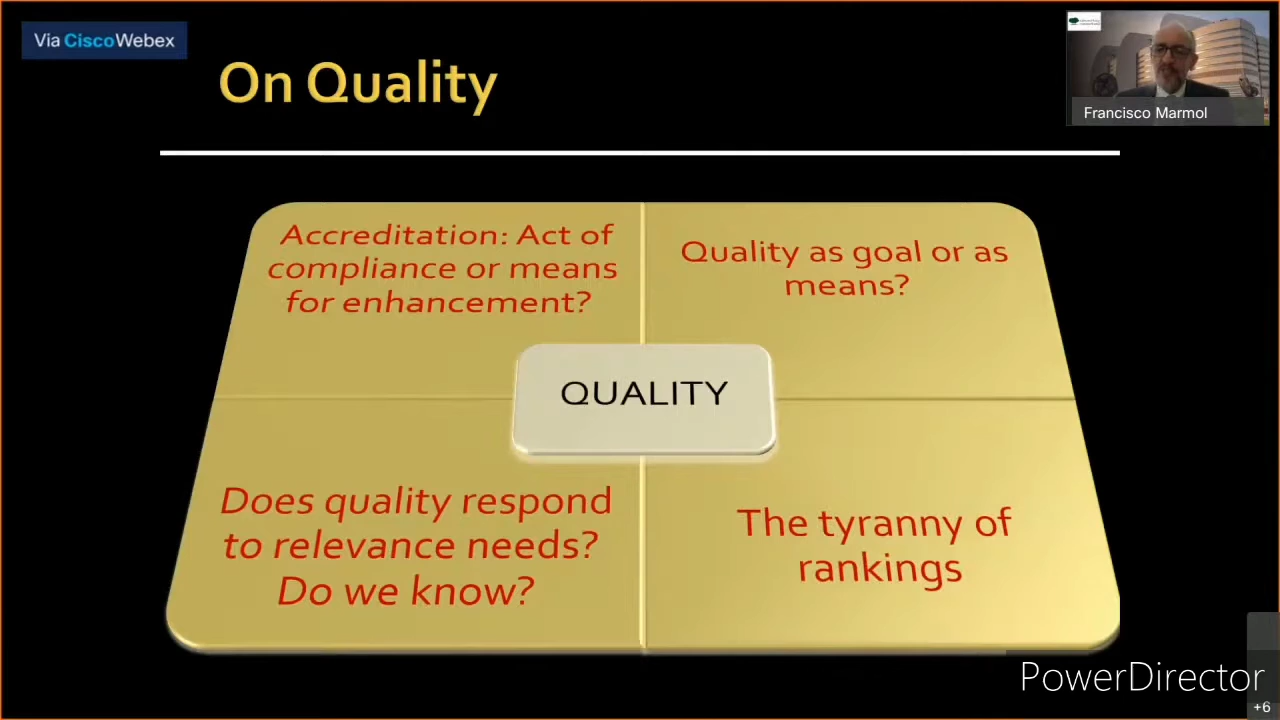 Via CiscoWebex
On Quality
Francisco Marmol
Accreditation: Act of
compliance or means
for enhancement?
Quality as goal or as
means?
QUALITY
Does quality respond
to relevance needs?
Do we know?
The tyranny of
rankings
PowerDirector
+6